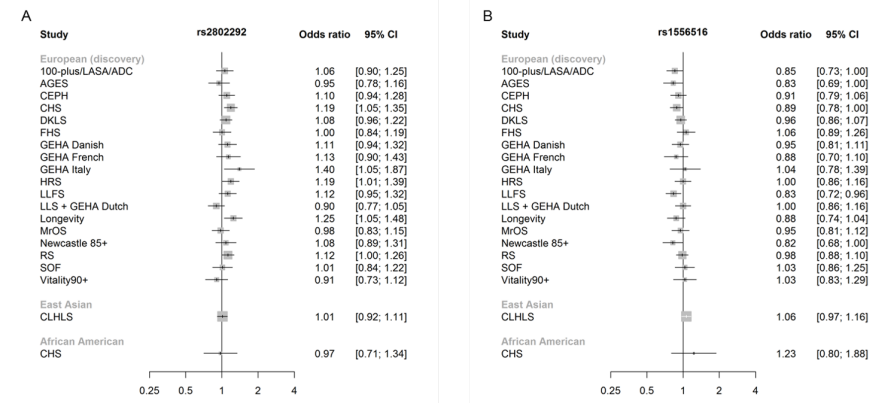 A
Study rs2802292 Odds ratio 95% CI
European (discovery)
100-plus/LASA/ADC 1.06 [0.90; 1.25]
AGES 0.95 [0.78; 1.16]
CEPH 1.10 [0.94; 1.28]
CHS 1.19 [1.05; 1.35]
DKLS 1.08 [0.96; 1.22]
FHS 1.00 [0.84; 1.19]
GEHA Danish 1.11 [0.94; 1.32]
GEHA French 1.13 [0.90; 1.43]
GEHA Italy 1.40 [1.05; 1.87]
HRS 1.19 [1.01; 1.39]
LLFS 1.12 [0.95; 1.32]
LLS + GEHA Dutch 0.90 [0.77; 1.05]
Longevity 1.25 [1.05; 1.48]
MrOS 0.98 [0.83; 1.15]
Newcastle 85+ 1.08 [0.89; 1.31]
RS 1.12 [1.00; 1.26]
SOF 1.01 [0.84; 1.22]
Vitality90+ 0.91 [0.73; 1.12]
East Asian
CLHLS 1.01 [0.92; 1.11]
African American
CHS 0.97 [0.71; 1.34]
0.25 0.5 1 2 4
B
Study rs1556516 Odds ratio 95% CI
European (discovery)
100-plus/LASA/ADC 0.85 [0.73; 1.00]
AGES 0.83 [0.69; 1.00]
CEPH 0.91 [0.79; 1.06]
CHS 0.89 [0.78; 1.00]
DKLS 0.96 [0.86; 1.07]
FHS 1.06 [0.89; 1.26]
GEHA Danish 0.95 [0.81; 1.11]
GEHA French 0.88 [0.70; 1.10]
GEHA Italy 1.04 [0.78; 1.39]
HRS 1.00 [0.86; 1.16]
LLFS 0.83 [0.72; 0.96]
LLS + GEHA Dutch 1.00 [0.86; 1.16]
Longevity 0.88 [0.74; 1.04]
MrOS 0.95 [0.81; 1.12]
Newcastle 85+ 0.82 [0.68; 1.00]
RS 0.98 [0.88; 1.10]
SOF 1.03 [0.86; 1.25]
Vitality90+ 1.03 [0.83; 1.29]
East Asian
CLHLS 1.06 [0.97; 1.16]
African American
CHS 1.23 [0.80; 1.88]
0.25 0.5 1 2 4